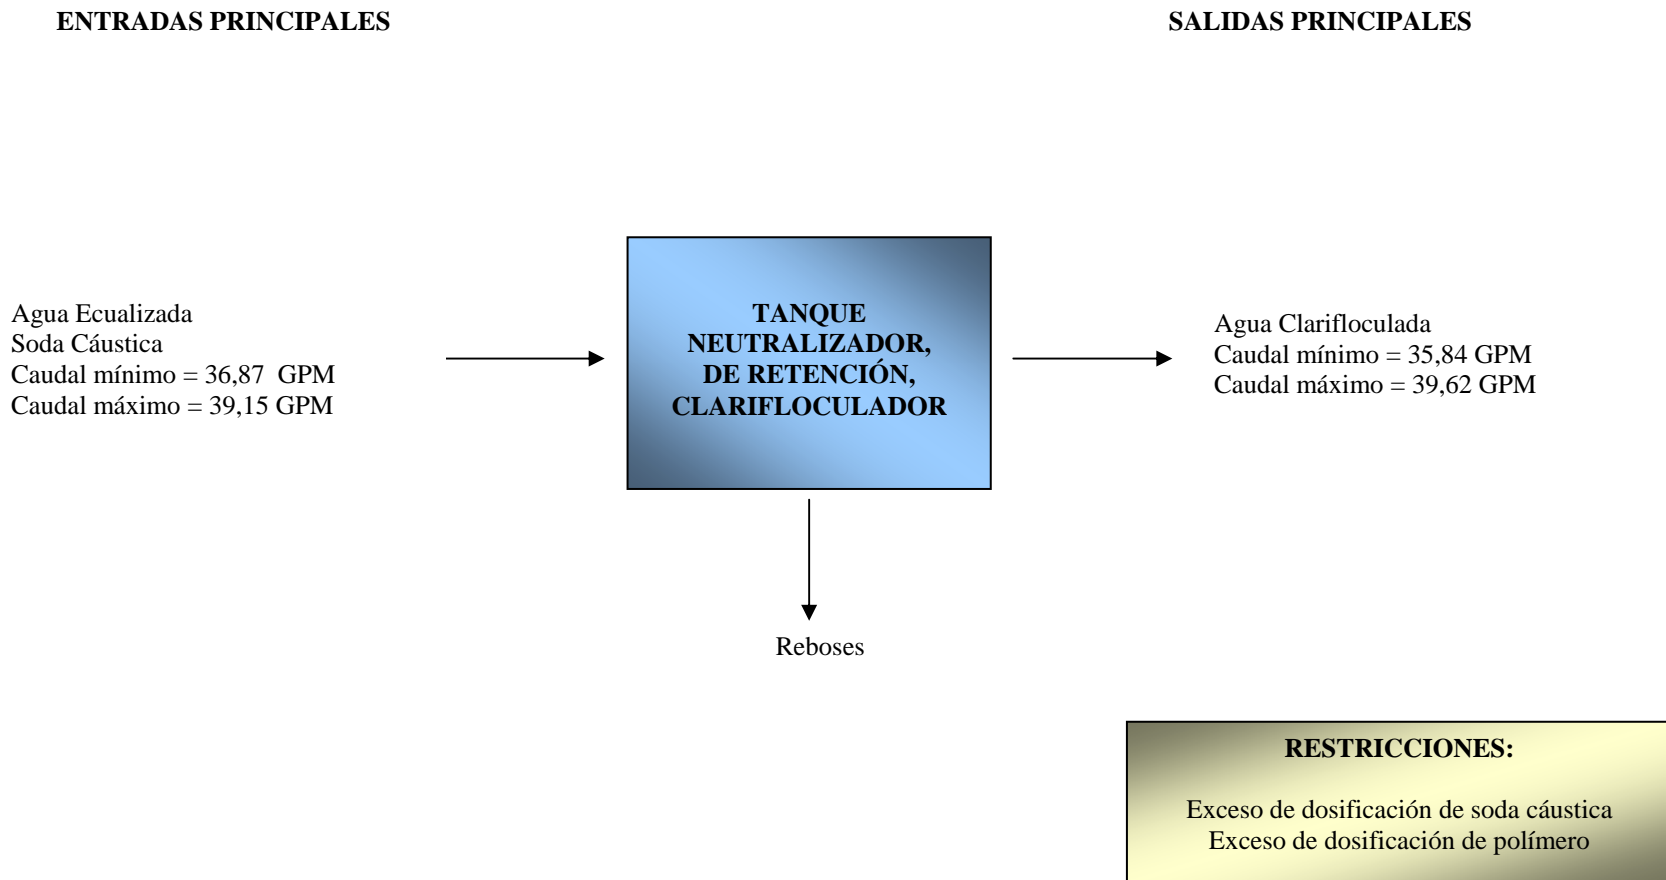 ENTRADAS PRINCIPALES
SALIDAS PRINCIPALES
Agua Ecualizada
Soda Cáustica
Caudal mínimo = 36,87  GPM
Caudal máximo = 39,15 GPM
TANQUE
NEUTRALIZADOR,
DE RETENCIÓN,
CLARIFLOCULADOR
Agua Clarifloculada
Caudal mínimo = 35,84 GPM
Caudal máximo = 39,62 GPM
Reboses
RESTRICCIONES:
Exceso de dosificación de soda cáustica
Exceso de dosificación de polímero